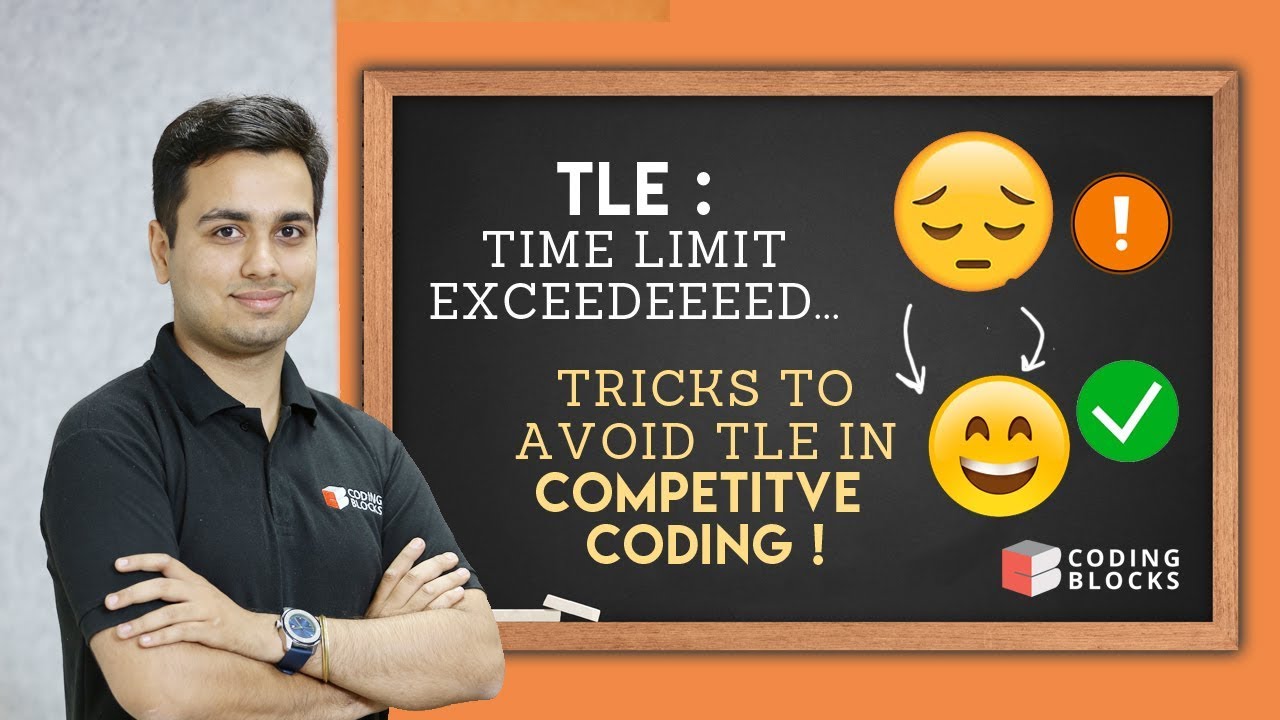 TLE :
TIME LIMIT
EXCEEDEEEED...
TRICKS TO
AVOID TLE IN
COMPETITVE
CODING !
CODING
BLOCKS
CODING
BLOCKS
!